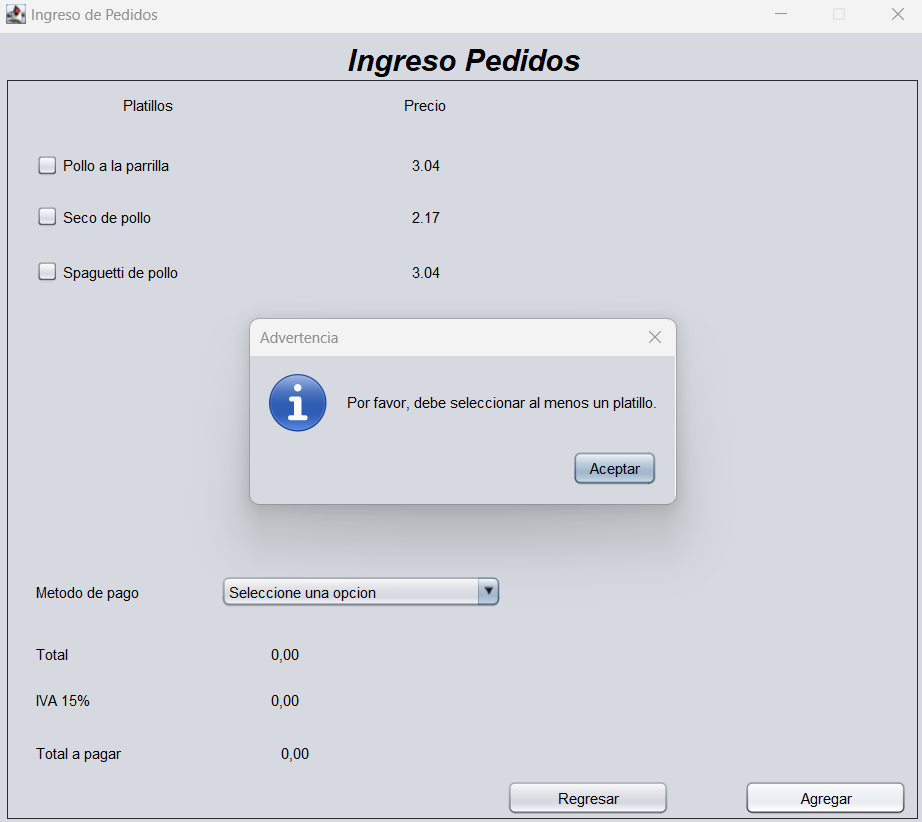 Ingreso de Pedidos
Ingreso Pedidos
Platillos Precio
Pollo a la parrilla 3.04
Seco de pollo 2.17
Spaguetti de pollo 3.04
Advertencia
Por favor, debe seleccionar al menos un platillo.
Aceptar
Metodo de pago Seleccione una opcion
Total 0,00
IVA 15% 0,00
Total a pagar 0,00
Regresar Agregar